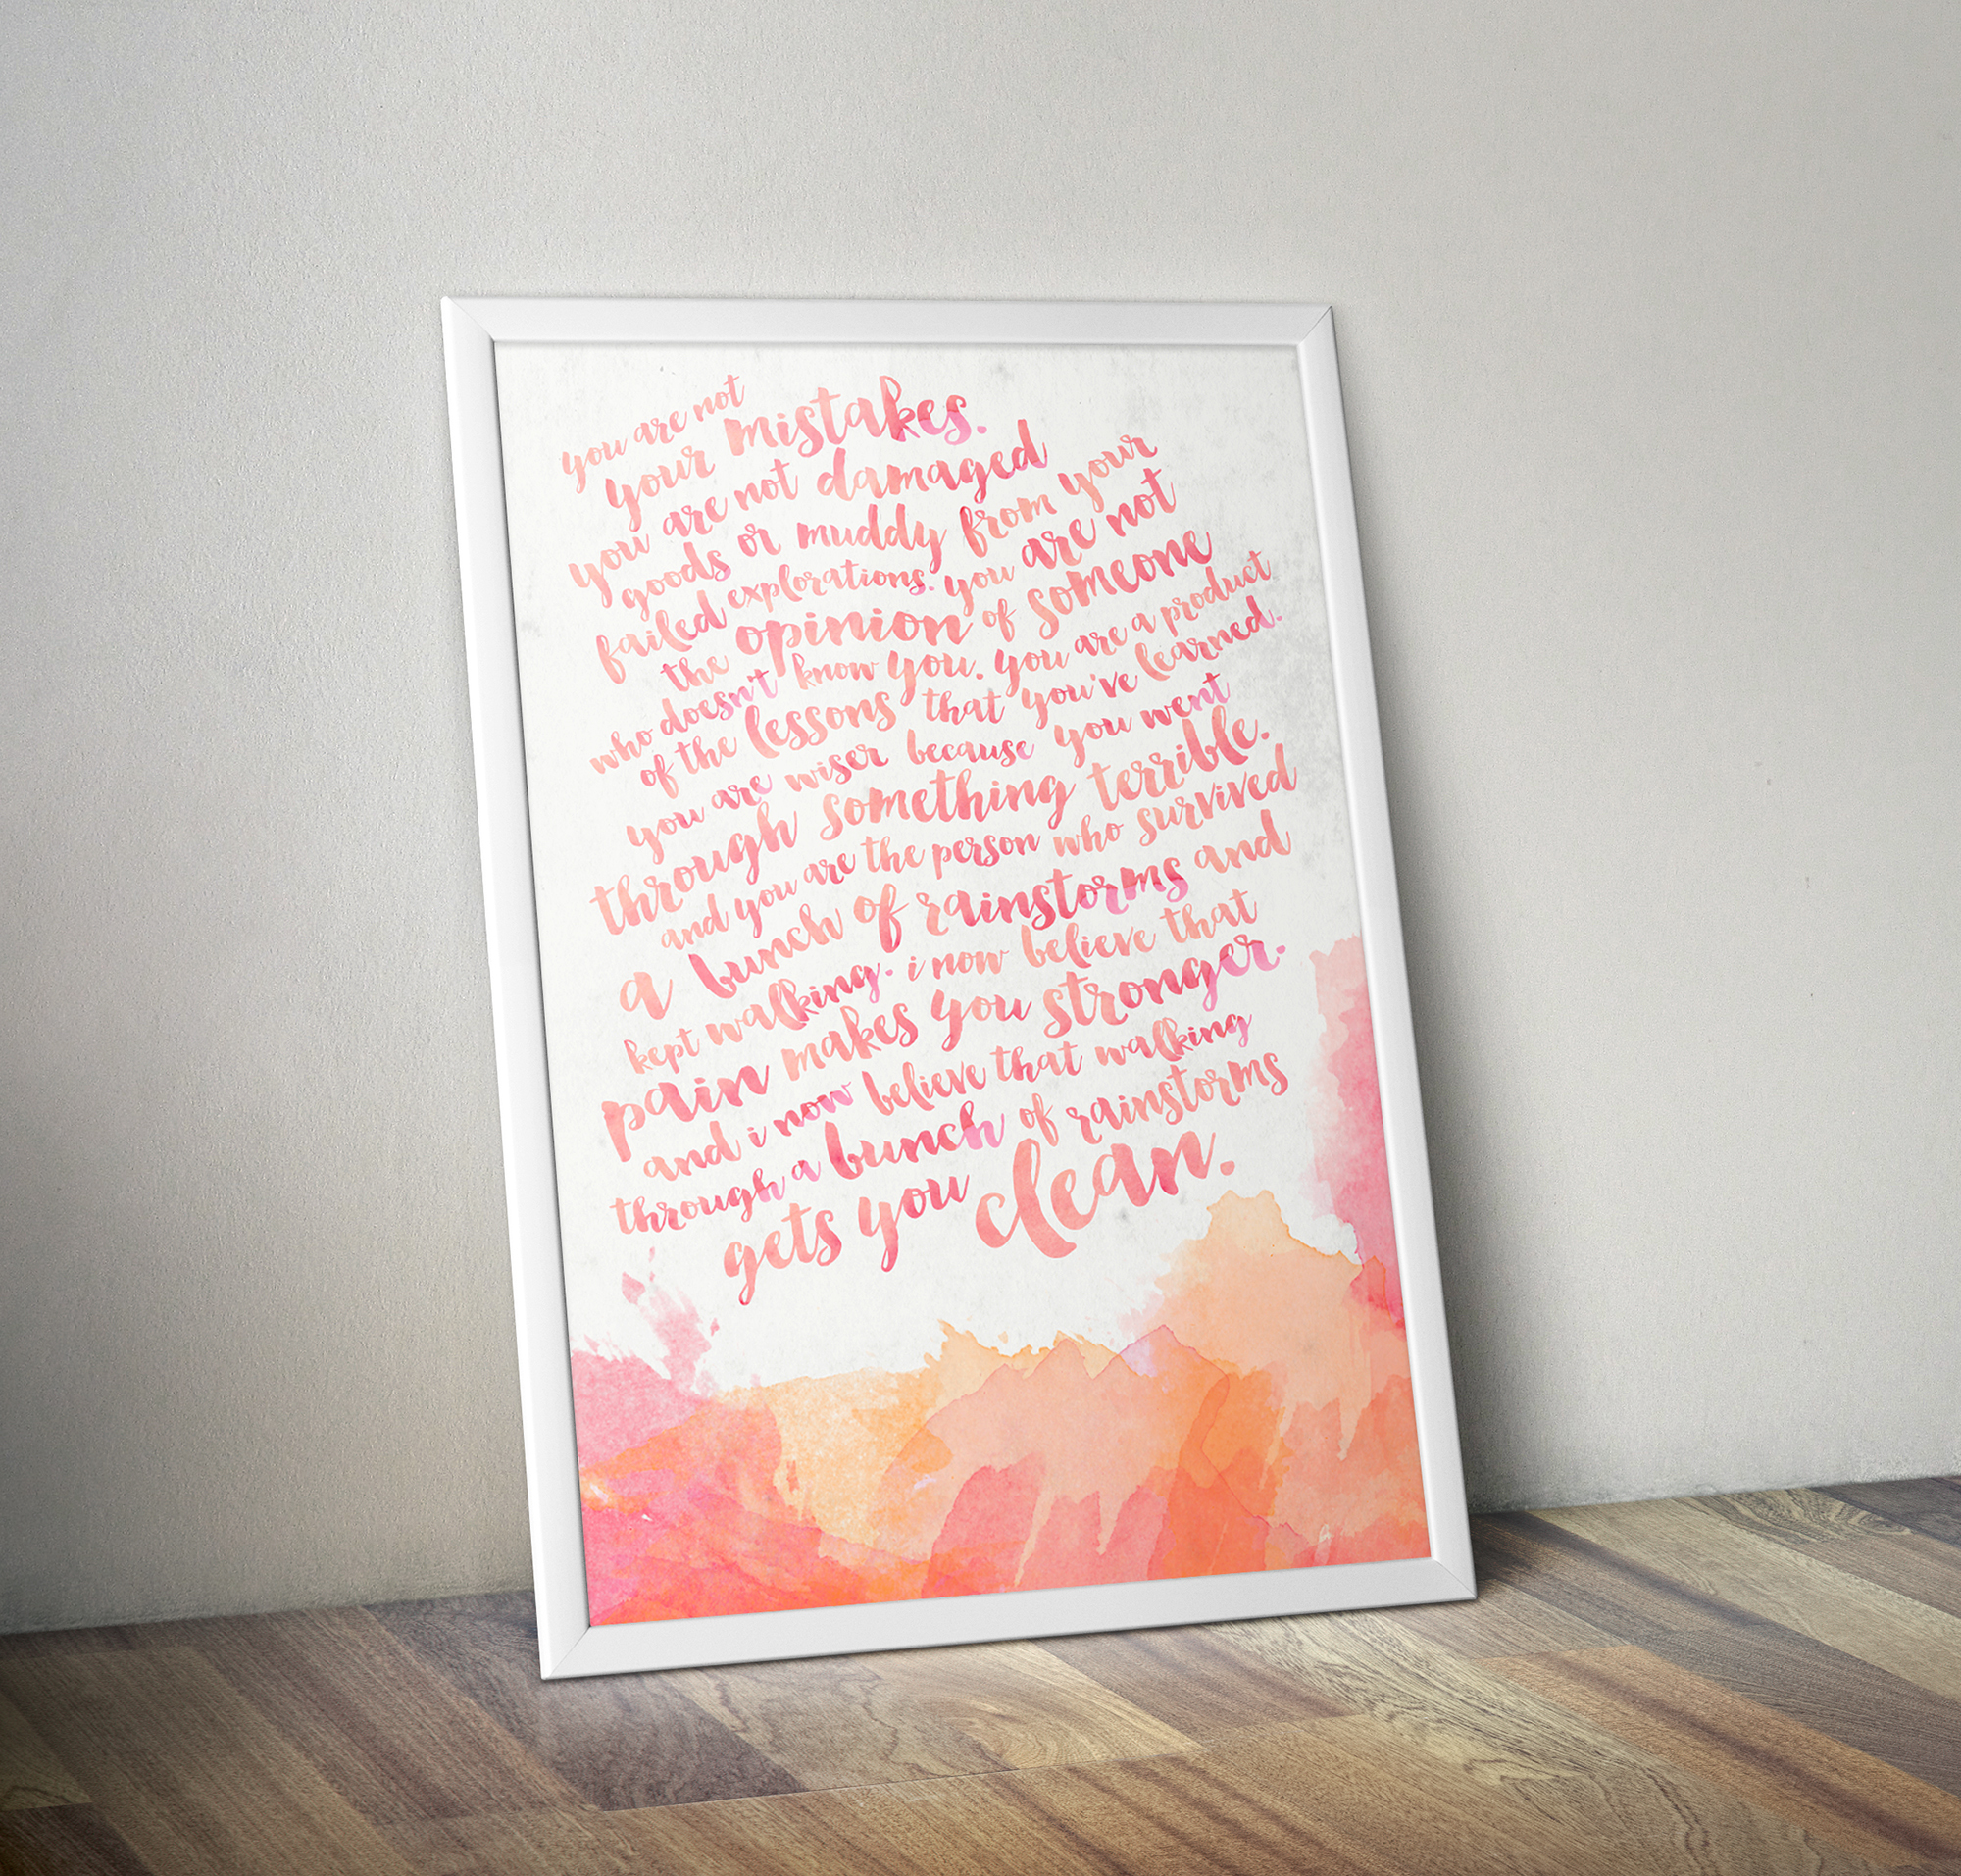 you are not
your mistakes.
you are not damaged
goods or muddy from your
failed explorations. you are not
the opinion of someone
who doesn't know you. you are a product
of the lessons that you've learned.
you are wiser because you went
through something terrible.
and you are the person who survived
a bunch of rainstorms and
kept walking. i now believe that
pain makes you stronger.
and i now believe that walking
through a bunch of rainstorms
gets you clean.